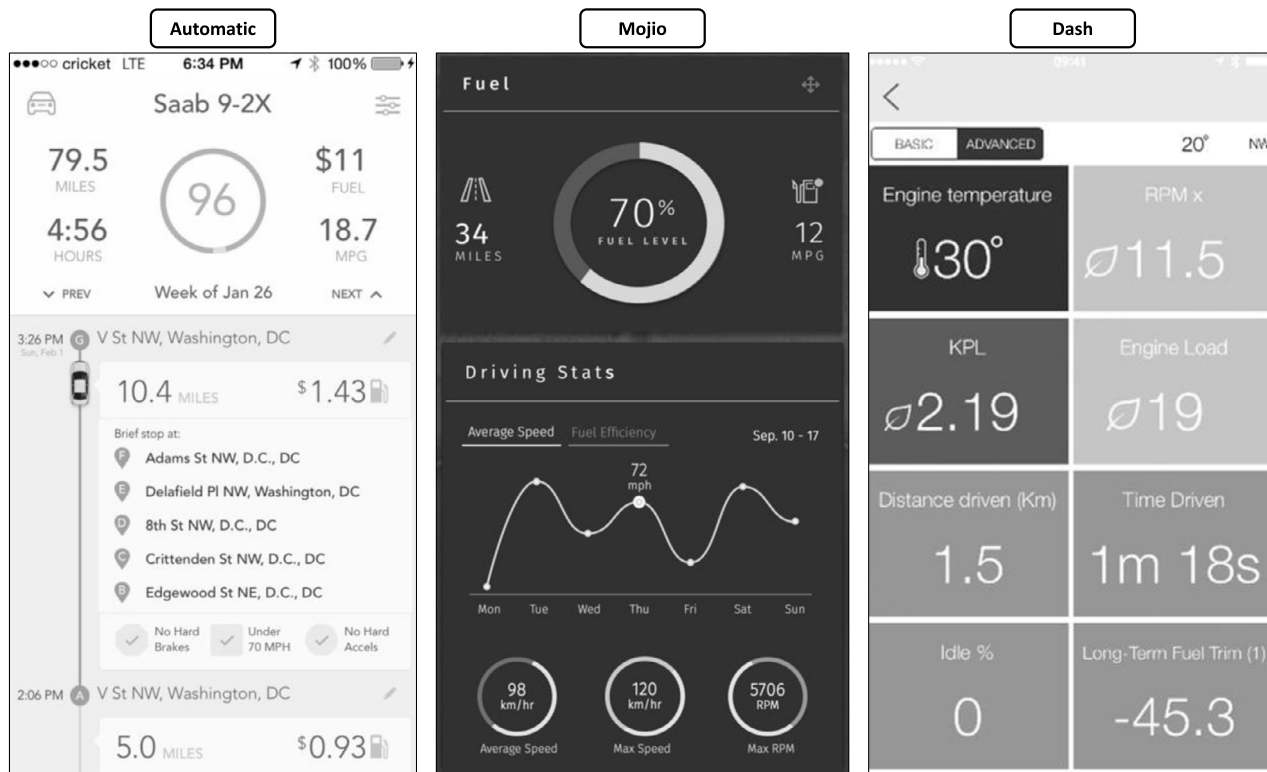 Automatic
cricket LTE 6:34 PM 100%
Saab 9-2X
79.5
MILES
96
$11
FUEL
4:56
HOURS
18.7
MPG
PREV Week of Jan 26 NEXT
3:26 PM G V St NW, Washington, DC
Sun, Feb 1
10.4 MILES $1.43
Brief stop at:
F Adams St NW, D.C., DC
E Delafield Pl NW, Washington, DC
D 8th St NW, D.C., DC
C Crittenden St NW, D.C., DC
B Edgewood St NE, D.C., DC
No Hard Brakes
Under 70 MPH
No Hard Accels
2:06 PM A V St NW, Washington, DC
5.0 MILES $0.93
Mojio
Fuel
34
MILES
70%
FUEL LEVEL
12
MPG
Driving Stats
Average Speed Fuel Efficiency Sep. 10 - 17
72
mph
Mon Tue Wed Thu Fri Sat Sun
98
km/hr
Average Speed
120
km/hr
Max Speed
5706
RPM
Max RPM
Dash
09:41
BASIC ADVANCED 20° NW
Engine temperature
30°
RPM x
11.5
KPL
2.19
Engine Load
19
Distance driven (Km)
1.5
Time Driven
1m 18s
Idle %
0
Long-Term Fuel Trim (1)
-45.3